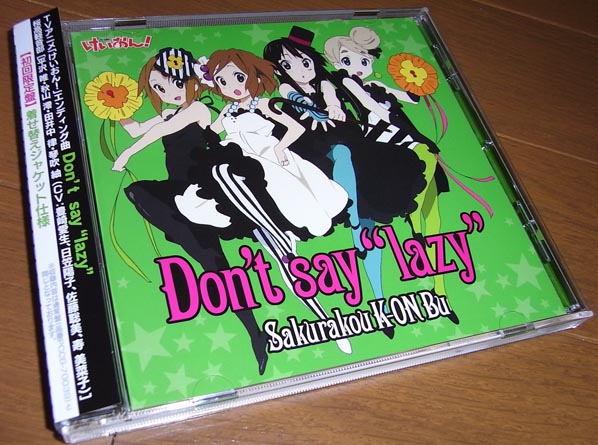 けいおん!
Don't say "lazy"
Sakurakou K-ON Bu
TVアニメ「けいおん!」エンディング曲 Don't say "lazy"
桜高軽音部 [平沢 唯・秋山 澪・田井中 律・琴吹 紬 (CV:豊崎愛生、日笠陽子、佐藤聡美、寿 美菜子)]
【初回限定盤】着せ替えジャケット仕様